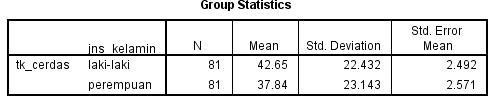 Group Statistics
jns_kelamin N Mean Std. Deviation Std. Error Mean
tk_cerdas laki-laki 81 42.65 22.432 2.492
perempuan 81 37.84 23.143 2.571